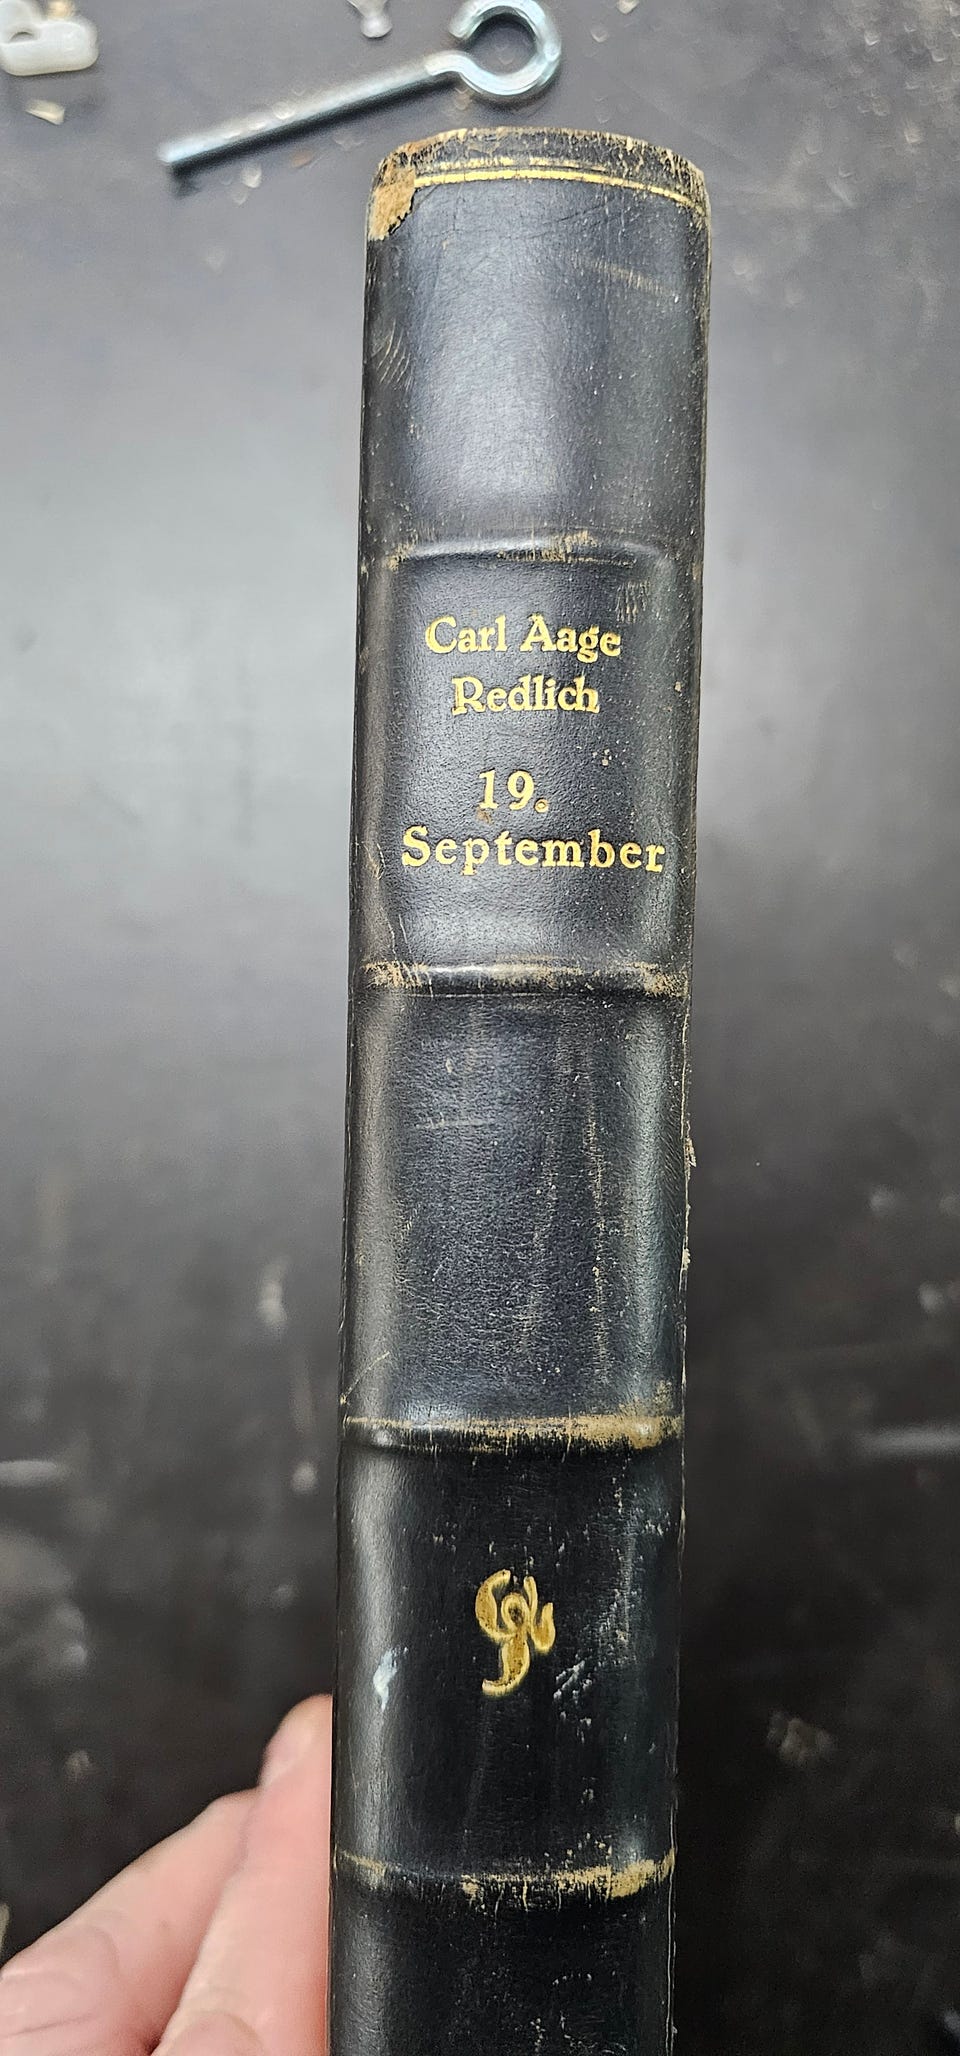 Carl Aage
Redlich
19.
September